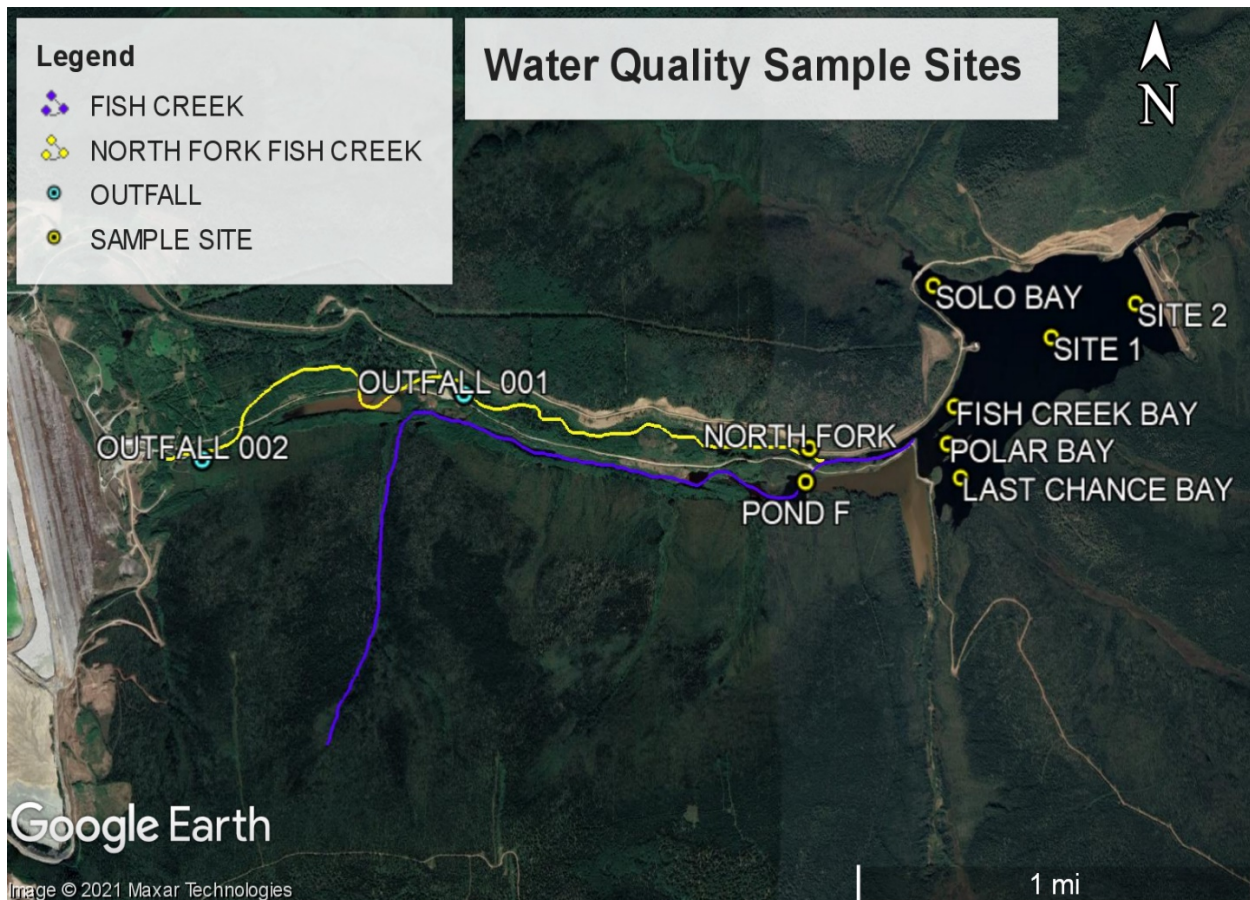 Legend
FISH CREEK
NORTH FORK FISH CREEK
OUTFALL
SAMPLE SITE
Water Quality Sample Sites
N
SOLO BAY
SITE 2
SITE 1
OUTFALL 001
FISH CREEK BAY
NORTH FORK
OUTFALL 002
POLAR BAY
LAST CHANCE BAY
POND F
Google Earth
Image © 2021 Maxar Technologies
1 mi